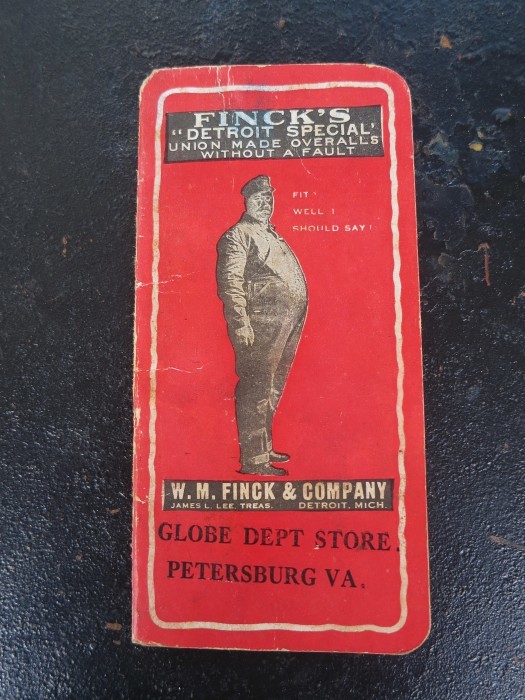 FINCK'S
"DETROIT SPECIAL"
UNION MADE OVERALLS
WITHOUT A FAULT
FIT?
WELL I
SHOULD SAY!
W. M. FINCK & COMPANY
JAMES L. LEE, TREAS. DETROIT, MICH.
GLOBE DEPT STORE.
PETERSBURG VA.